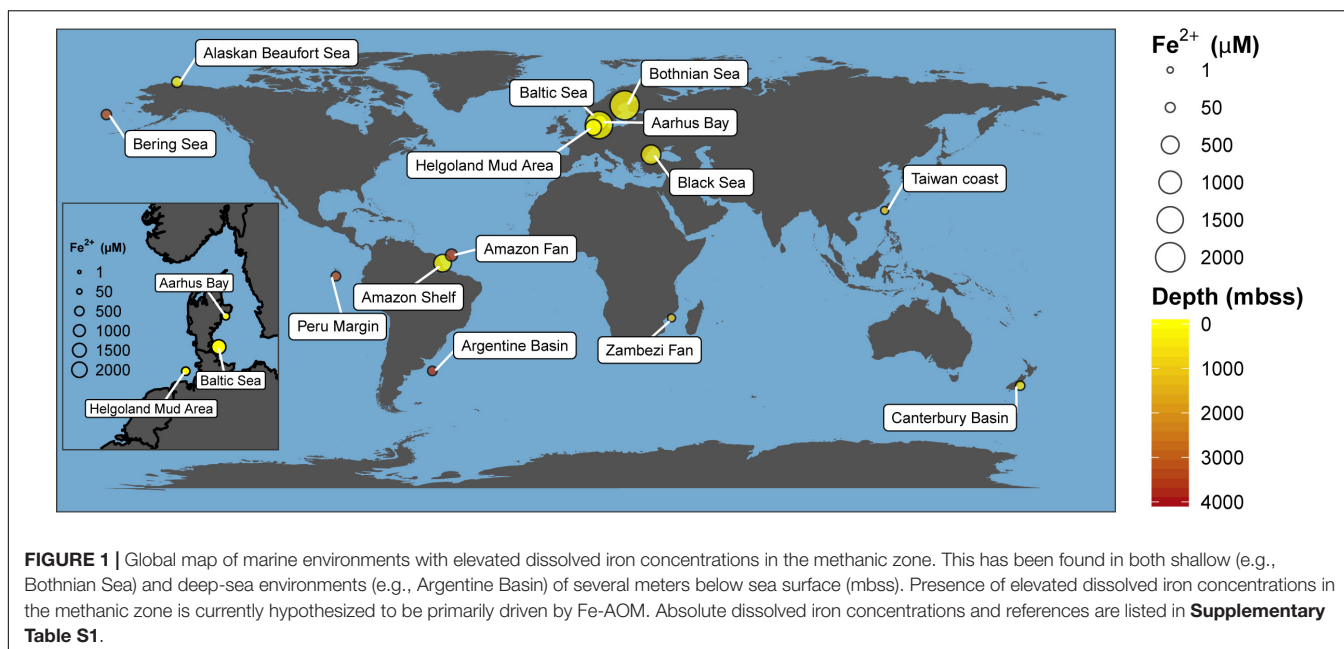 Alaskan Beaufort Sea
Bering Sea
Bothnian Sea
Baltic Sea
Aarhus Bay
Helgoland Mud Area
Black Sea
Taiwan coast
Amazon Fan
Amazon Shelf
Peru Margin
Argentine Basin
Zambezi Fan
Canterbury Basin
Fe²⁺ (µM)
1
50
500
1000
1500
2000
Aarhus Bay
Baltic Sea
Helgoland Mud Area
Fe²⁺ (µM)
1
50
500
1000
1500
2000
Depth (mbss)
0
1000
2000
3000
4000
FIGURE 1 | Global map of marine environments with elevated dissolved iron concentrations in the methanic zone. This has been found in both shallow (e.g.,
Bothnian Sea) and deep-sea environments (e.g., Argentine Basin) of several meters below sea surface (mbss). Presence of elevated dissolved iron concentrations in
the methanic zone is currently hypothesized to be primarily driven by Fe-AOM. Absolute dissolved iron concentrations and references are listed in Supplementary
Table S1.